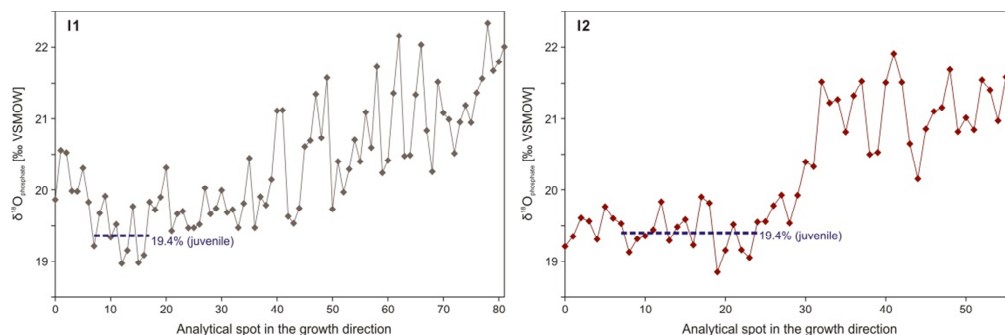 I1
22
21
20
19
δ¹⁸Ophosphate [‰ VSMOW]
19.4% (juvenile)
0 10 20 30 40 50 60 70 80
Analytical spot in the growth direction
I2
22
21
20
19
δ¹⁸Ophosphate [‰ VSMOW]
19.4% (juvenile)
0 10 20 30 40 50
Analytical spot in the growth direction